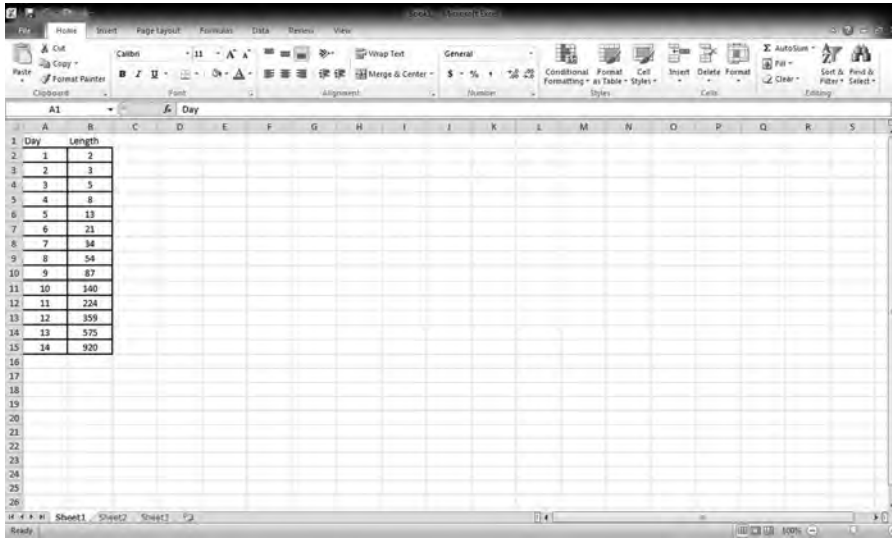 File Home Insert Page Layout Formulas Data Review View
Cut
Calibri 11 A A Wrap Text General Σ AutoSum
Copy Fill
Paste Format Painter B I U A Merge & Center $ % , Conditional Formatting Format as Table Cell Styles Insert Delete Format Clear Sort & Filter Find & Select
Clipboard Font Alignment Number Styles Cells Editing
A1 fx Day
A B C D E F G H I J K L M N O P Q R S
1 Day Length
2 1 2
3 2 3
4 3 5
5 4 8
6 5 13
7 6 21
8 7 34
9 8 54
10 9 87
11 10 140
12 11 224
13 12 359
14 13 575
15 14 920
16
17
18
19
20
21
22
23
24
25
26
Sheet1 Sheet2 Sheet3
Ready 100%